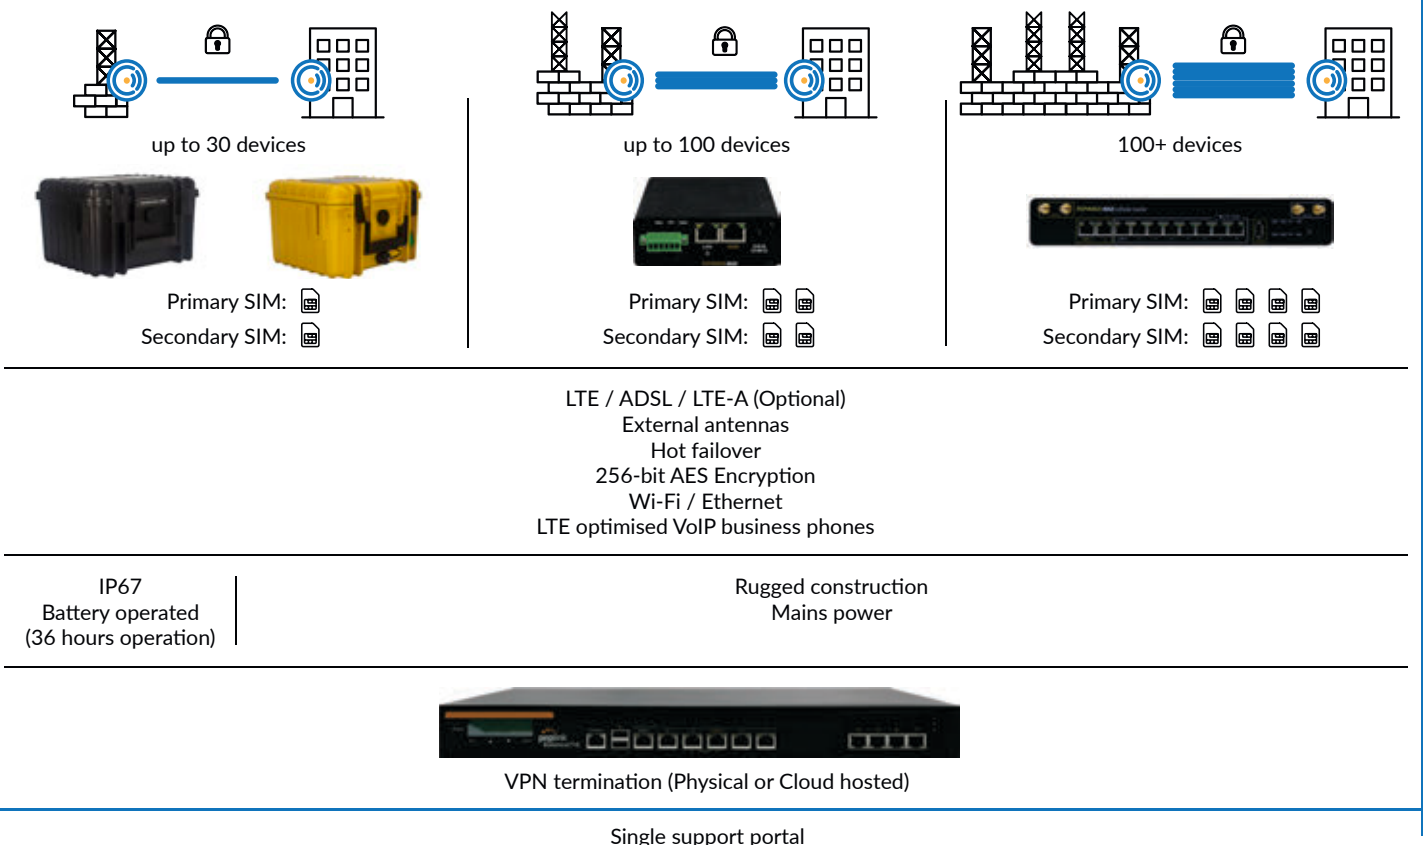 up to 30 devices
up to 100 devices
100+ devices
Primary SIM:
Secondary SIM:
Primary SIM:
Secondary SIM:
Primary SIM:
Secondary SIM:
LTE / ADSL / LTE-A (Optional)
External antennas
Hot failover
256-bit AES Encryption
Wi-Fi / Ethernet
LTE optimised VoIP business phones
IP67
Battery operated
(36 hours operation)
Rugged construction
Mains power
VPN termination (Physical or Cloud hosted)
Single support portal